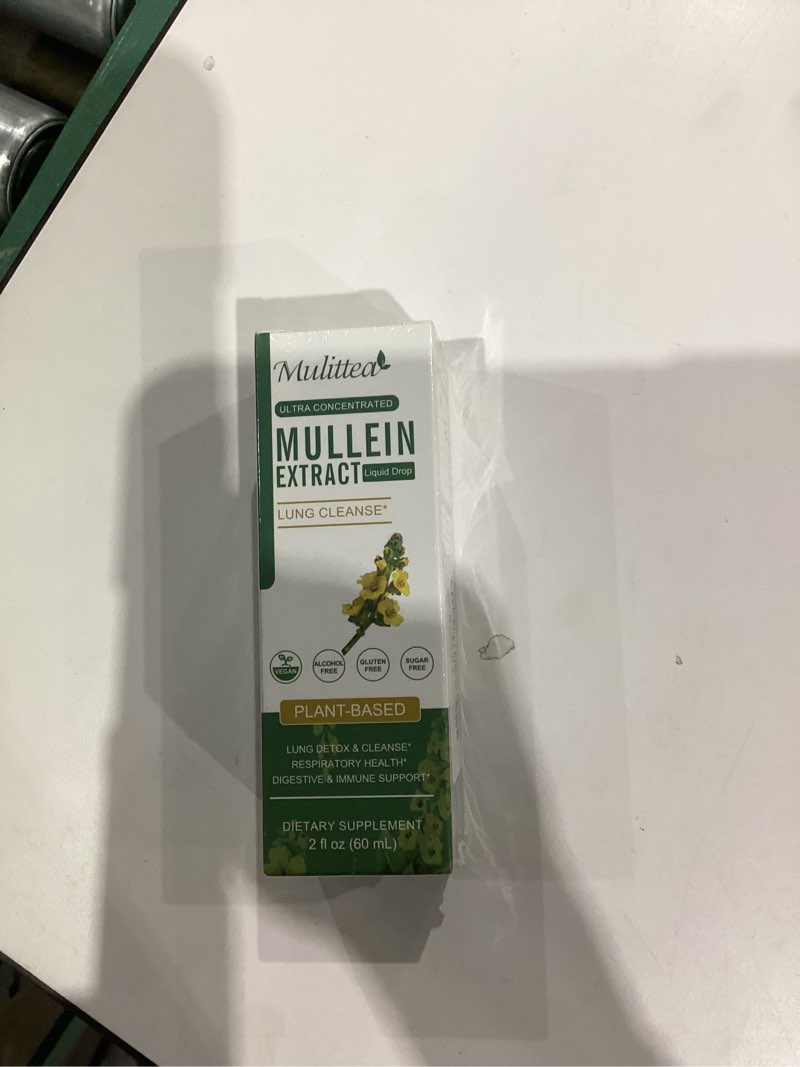 Mulittea
ULTRA CONCENTRATED
MULLEIN
EXTRACT Liquid Drop
LUNG CLEANSE*
VEGAN
ALCOHOL
FREE
GLUTEN
FREE
SUGAR
FREE
PLANT-BASED
LUNG DETOX & CLEANSE*
RESPIRATORY HEALTH*
DIGESTIVE & IMMUNE SUPPORT*
DIETARY SUPPLEMENT
2 fl oz (60 mL)